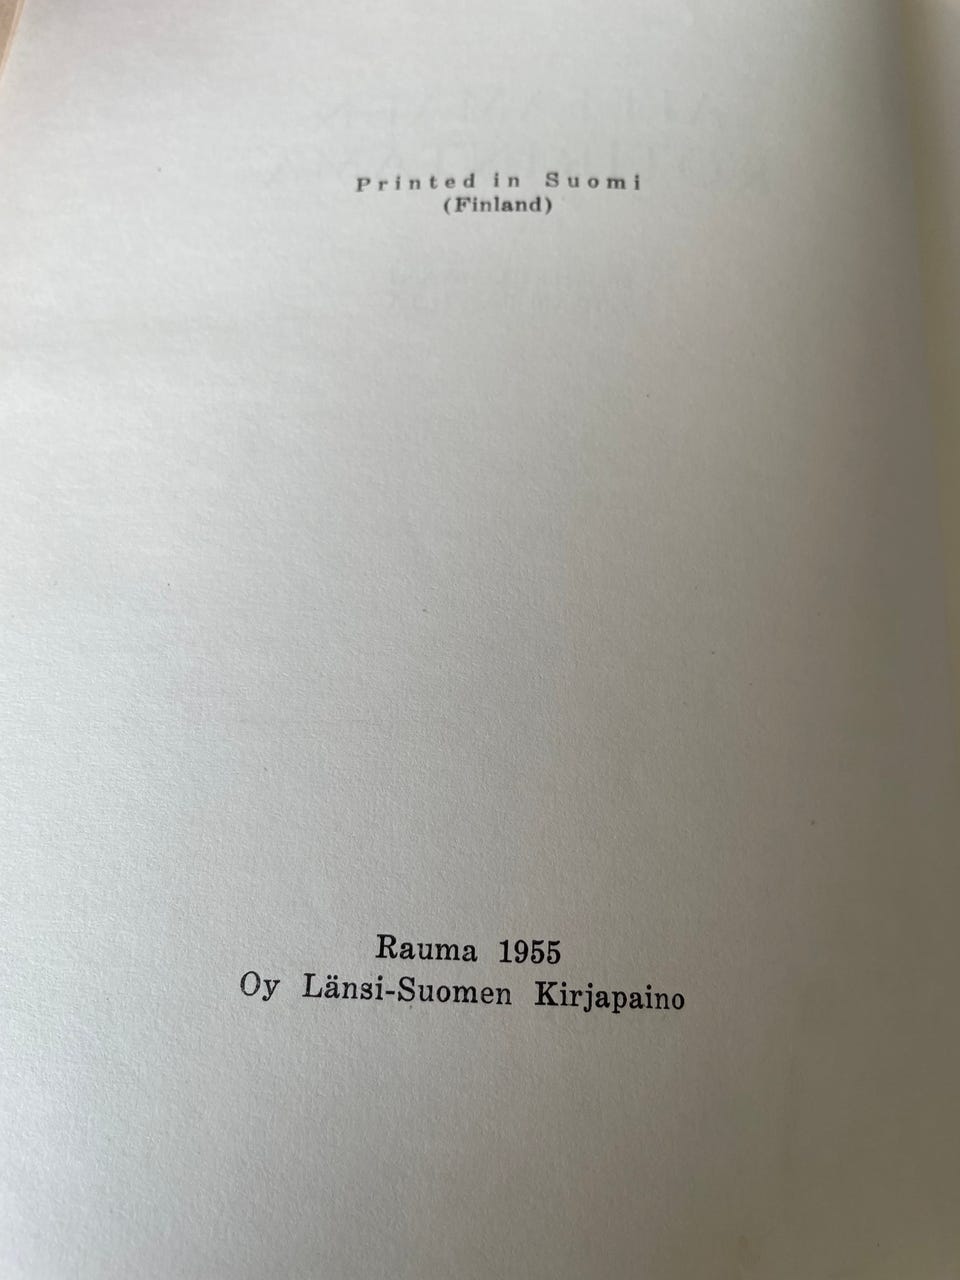 Printed in Suomi
(Finland)
Rauma 1955
Oy Länsi-Suomen Kirjapaino